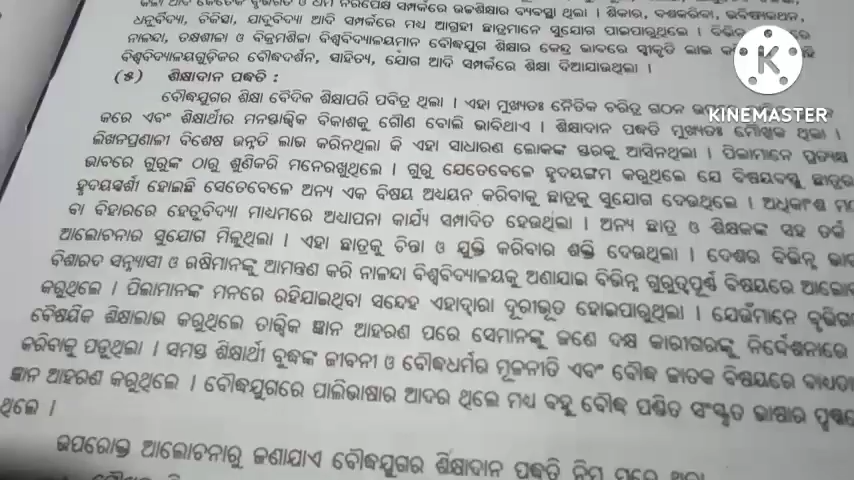 ଧନୁର୍ବିଦ୍ୟା, ଚିକିତ୍ସା, ଯାଦୁବିଦ୍ୟା ଆଦି ସମ୍ପର୍କରେ ମଧ୍ୟ ଆଗ୍ରହୀ ଛାତ୍ରମାନେ ସୁଯୋଗ ପାଇପାରୁଥିଲେ ।
ନାଳନ୍ଦା, ତକ୍ଷଶୀଳା ଓ ବିକ୍ରମଶିଳା ବିଶ୍ୱବିଦ୍ୟାଳୟମାନ ବୌଦ୍ଧଯୁଗ ଶିକ୍ଷାର କେନ୍ଦ୍ର ଭାବରେ ସ୍ୱୀକୃତି ଲାଭ
ବିଶ୍ୱବିଦ୍ୟାଳୟଗୁଡ଼ିକର ବୌଦ୍ଧଦର୍ଶନ, ସାହିତ୍ୟ, ଯୋଗ ଆଦି ସମ୍ପର୍କରେ ଶିକ୍ଷା ଦିଆଯାଉଥିଲା ।
KINEMASTER
(୫) ଶିକ୍ଷାଦାନ ପଦ୍ଧତି :
ବୌଦ୍ଧଯୁଗର ଶିକ୍ଷା ବୈଦିକ ଶିକ୍ଷାପରି ପବିତ୍ର ଥିଲା । ଏହା ମୁଖ୍ୟତଃ ନୈତିକ ଚରିତ୍ର ଗଠନ
କରେ ଏବଂ ଶିକ୍ଷାର୍ଥୀର ମନସ୍ତାତ୍ତ୍ୱିକ ବିକାଶକୁ ଗୌଣ ବୋଲି ଭାବିଥାଏ । ଶିକ୍ଷାଦାନ ପଦ୍ଧତି ମୁଖ୍ୟତଃ ମୌଖିକ ଥିଲା ।
ଲିଖନପ୍ରଣାଳୀ ବିଶେଷ ଉନ୍ନତି ଲାଭ କରିନଥିଲା କି ଏହା ସାଧାରଣ ଲୋକଙ୍କ ସ୍ତରକୁ ଆସିନଥିଲା । ପିଲାମାନେ ପ୍ରତ୍ୟକ୍ଷ
ଭାବରେ ଗୁରୁଙ୍କ ଠାରୁ ଶୁଣିକରି ମନେରଖୁଥିଲେ । ଗୁରୁ ଯେତେବେଳେ ହୃଦୟଙ୍ଗମ କରୁଥିଲେ ଯେ ବିଷୟବସ୍ତୁ ଛାତ୍ରର
ହୃଦୟସ୍ପର୍ଶୀ ହୋଇଛି ସେତେବେଳେ ଅନ୍ୟ ଏକ ବିଷୟ ଅଧ୍ୟୟନ କରିବାକୁ ଛାତ୍ରକୁ ସୁଯୋଗ ଦେଉଥିଲେ । ଅଧିକାଂଶ
ବା ବିହାରରେ ହେତୁବିଦ୍ୟା ମାଧ୍ୟମରେ ଅଧ୍ୟାପନା କାର୍ଯ୍ୟ ସମ୍ପାଦିତ ହେଉଥିଲା । ଅନ୍ୟ ଛାତ୍ର ଓ ଶିକ୍ଷକଙ୍କ ସହ ତର୍କ
ଆଲୋଚନାର ସୁଯୋଗ ମିଳୁଥିଲା । ଏହା ଛାତ୍ରକୁ ଚିନ୍ତା ଓ ଯୁକ୍ତି କରିବାର ଶକ୍ତି ଦେଉଥିଲା । ଦେଶର ବିଭିନ୍ନ
ବିଶାରଦ ସନ୍ନ୍ୟାସୀ ଓ ଋଷିମାନଙ୍କୁ ଆମନ୍ତ୍ରଣ କରି ନାଳନ୍ଦା ବିଶ୍ୱବିଦ୍ୟାଳୟକୁ ଅଣାଯାଇ ବିଭିନ୍ନ ଗୁରୁତ୍ୱପୂର୍ଣ୍ଣ ବିଷୟରେ
କରୁଥିଲେ । ପିଲାମାନଙ୍କ ମନରେ ରହିଯାଇଥିବା ସନ୍ଦେହ ଏହାଦ୍ୱାରା ଦୂରୀଭୂତ ହୋଇପାରୁଥିଲା । ଯେଉଁମାନେ
ବୈଷୟିକ ଶିକ୍ଷାଲାଭ କରୁଥିଲେ ତାତ୍ତ୍ୱିକ ଜ୍ଞାନ ଆହରଣ ପରେ ସେମାନଙ୍କୁ ଜଣେ ଦକ୍ଷ କାରୀଗରଙ୍କୁ ନିର୍ଦ୍ଦେଶନାରେ
କରିବାକୁ ପଡୁଥିଲା । ସମସ୍ତ ଶିକ୍ଷାର୍ଥୀ ବୁଦ୍ଧଙ୍କ ଜୀବନୀ ଓ ବୌଦ୍ଧଧର୍ମର ମୂଳନୀତି ଏବଂ ବୌଦ୍ଧ ଜାତକ ବିଷୟରେ
ଜ୍ଞାନ ଆହରଣ କରୁଥିଲେ । ବୌଦ୍ଧଯୁଗରେ ପାଲିଭାଷାର ଆଦର ଥିଲେ ମଧ୍ୟ ବହୁ ବୌଦ୍ଧ ପଣ୍ଡିତ ସଂସ୍କୃତ ଭାଷାର
ଥିଲେ ।
ଉପରୋକ୍ତ ଆଲୋଚନାରୁ ଜଣାଯାଏ ବୌଦ୍ଧଯୁଗର ଶିକ୍ଷାଦାନ ପଦ୍ଧତି